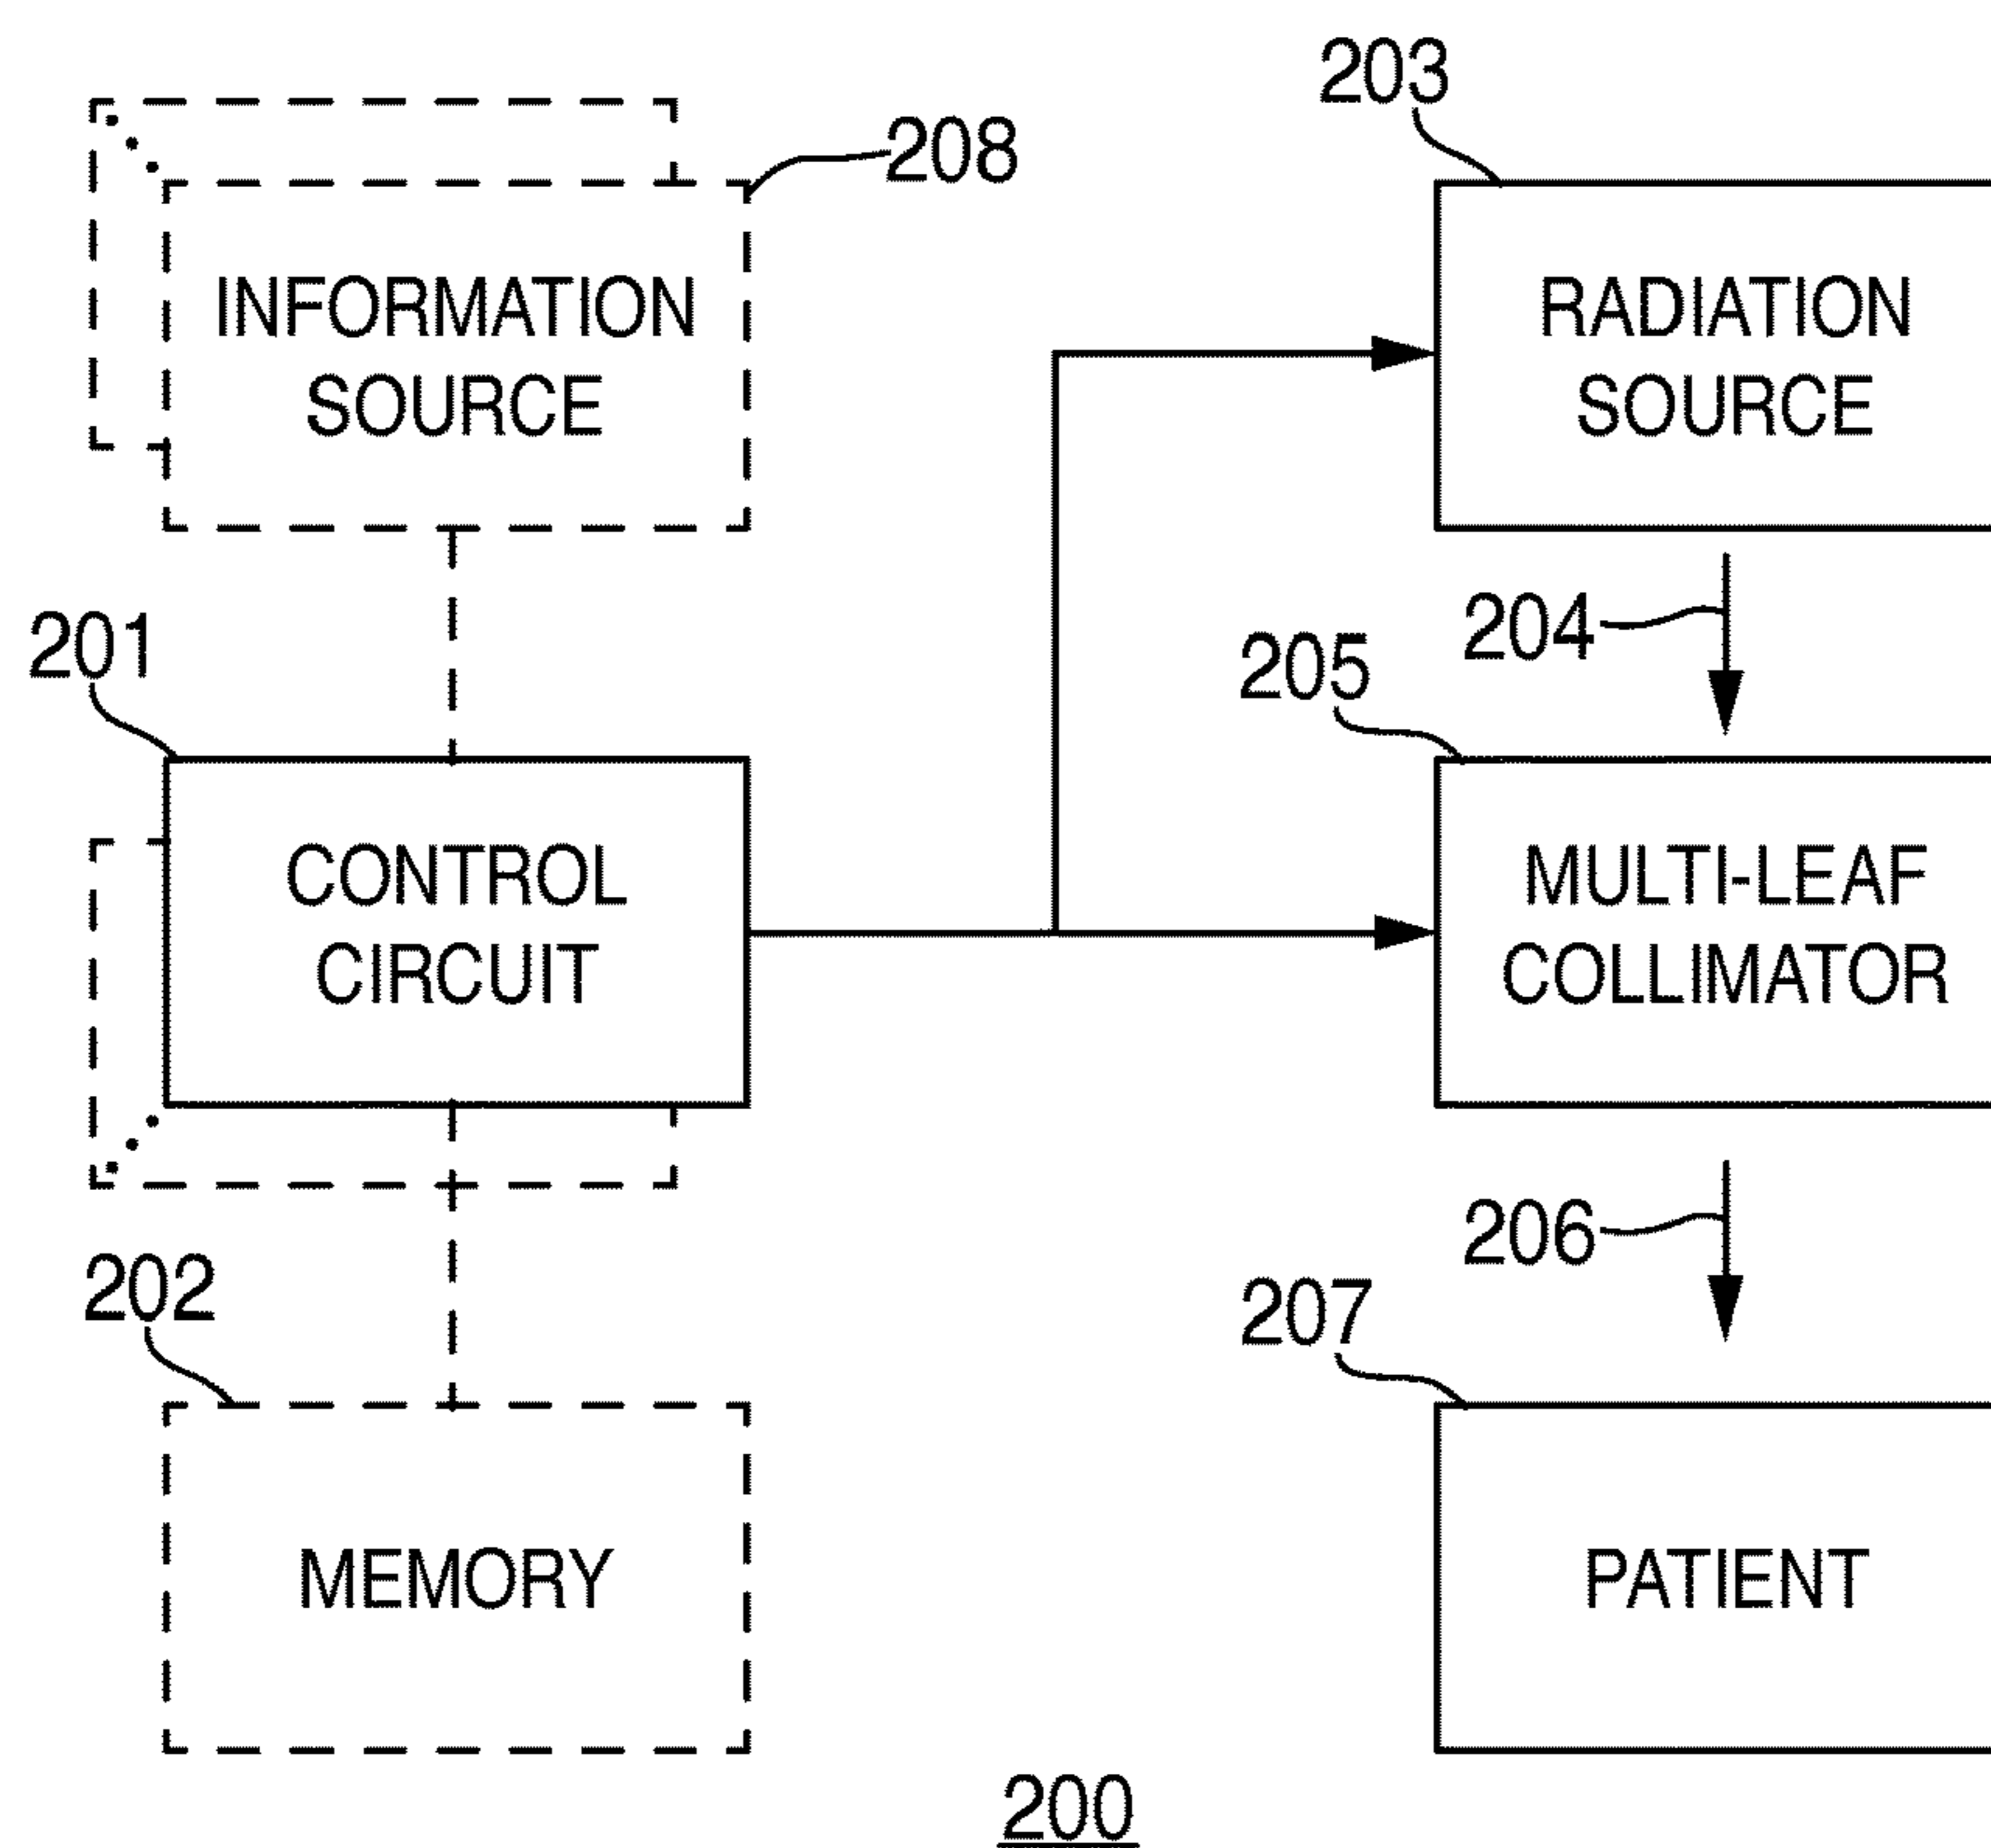 203
208
INFORMATION
SOURCE
RADIATION
SOURCE
204
201
205
CONTROL
CIRCUIT
MULTI-LEAF
COLLIMATOR
206
202
207
MEMORY
PATIENT
200